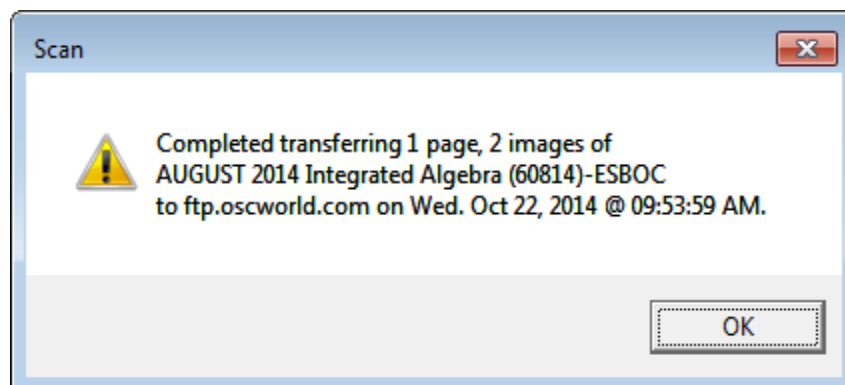 Scan
Completed transferring 1 page, 2 images of
AUGUST 2014 Integrated Algebra (60814)-ESBOC
to ftp.oscworld.com on Wed. Oct 22, 2014 @ 09:53:59 AM.
OK